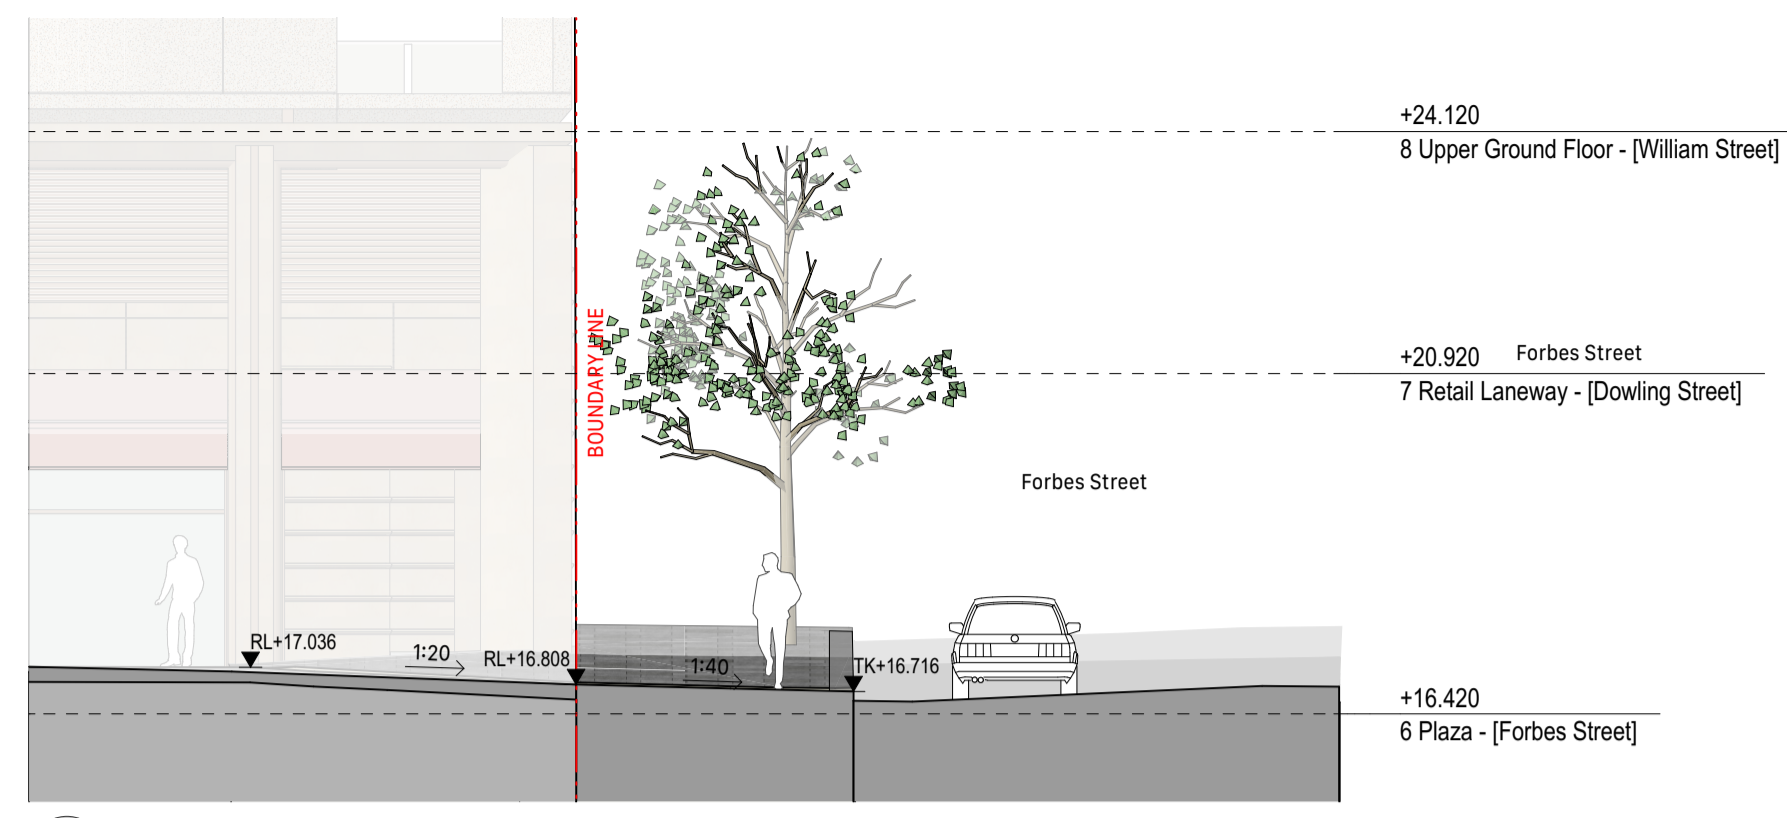 +24.120
8 Upper Ground Floor - [William Street]
BOUNDARY LINE
+20.920
Forbes Street
7 Retail Laneway - [Dowling Street]
Forbes Street
RL+17.036
1:20
RL+16.808
1:40
TK+16.716
+16.420
6 Plaza - [Forbes Street]